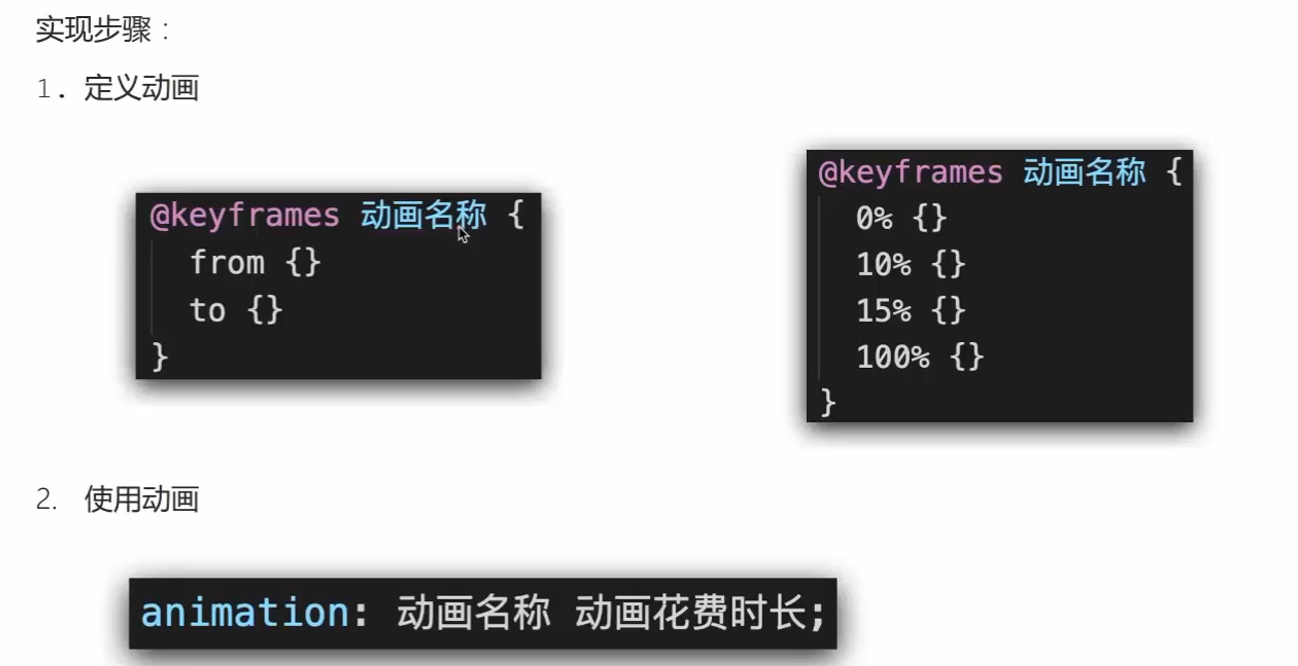 实现步骤：
1. 定义动画
@keyframes 动画名称 {
from {}
to {}
}
@keyframes 动画名称 {
0% {}
10% {}
15% {}
100% {}
}
2. 使用动画
animation: 动画名称 动画花费时长;